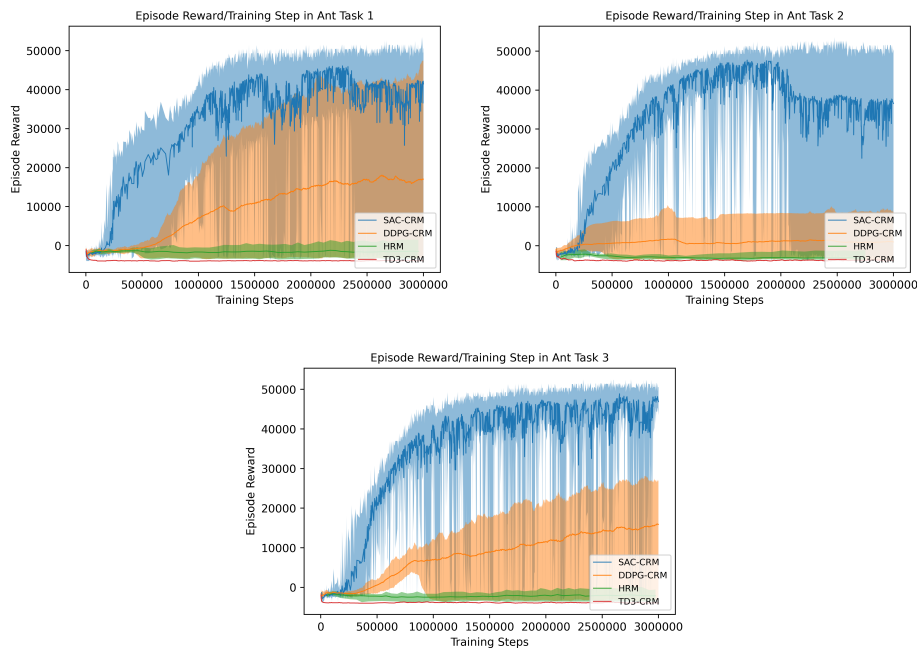 Episode Reward/Training Step in Ant Task 1
50000
40000
30000
20000
10000
0
Episode Reward
SAC-CRM
DDPG-CRM
HRM
TD3-CRM
0 500000 1000000 1500000 2000000 2500000 3000000
Training Steps
Episode Reward/Training Step in Ant Task 2
50000
40000
30000
20000
10000
0
Episode Reward
SAC-CRM
DDPG-CRM
HRM
TD3-CRM
0 500000 1000000 1500000 2000000 2500000 3000000
Training Steps
Episode Reward/Training Step in Ant Task 3
50000
40000
30000
20000
10000
0
Episode Reward
SAC-CRM
DDPG-CRM
HRM
TD3-CRM
0 500000 1000000 1500000 2000000 2500000 3000000
Training Steps